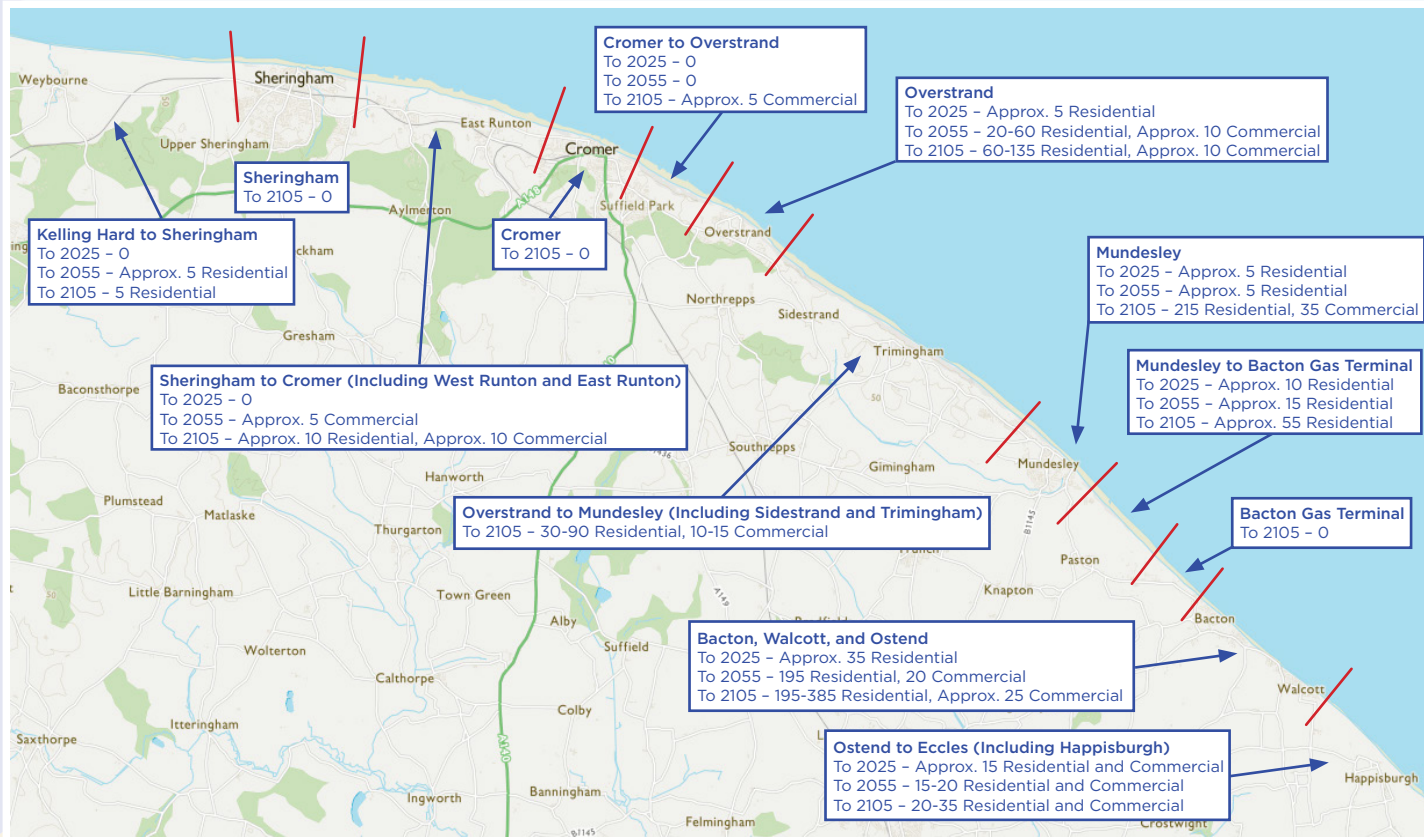 Weybourne
Sheringham
Upper Sheringham
East Runton
Cromer
Aylmerton
A148
Suffield Park
Overstrand
Northrepps
Sidestrand
Trimingham
50
Gresham
Baconsthorpe
50
Southrepps
Gimingham
Mundesley
Hanworth
Plumstead
Matlaske
Thurgarton
B1145
Paston
Knapton
A149
Bacton
Little Barningham
Town Green
Alby
Suffield
Wolterton
Calthorpe
Walcott
Itteringham
Colby
Saxthorpe
A140
Happisburgh
Ingworth
Banningham
B1145
Felmingham
Crostwight
Cromer to Overstrand
To 2025 – 0
To 2055 – 0
To 2105 – Approx. 5 Commercial
Overstrand
To 2025 – Approx. 5 Residential
To 2055 – 20-60 Residential, Approx. 10 Commercial
To 2105 – 60-135 Residential, Approx. 10 Commercial
Sheringham
To 2105 – 0
Kelling Hard to Sheringham
To 2025 – 0
To 2055 – Approx. 5 Residential
To 2105 – 5 Residential
Cromer
To 2105 – 0
Mundesley
To 2025 – Approx. 5 Residential
To 2055 – Approx. 5 Residential
To 2105 – 215 Residential, 35 Commercial
Sheringham to Cromer (Including West Runton and East Runton)
To 2025 – 0
To 2055 – Approx. 5 Commercial
To 2105 – Approx. 10 Residential, Approx. 10 Commercial
Mundesley to Bacton Gas Terminal
To 2025 – Approx. 10 Residential
To 2055 – Approx. 15 Residential
To 2105 – Approx. 55 Residential
Overstrand to Mundesley (Including Sidestrand and Trimingham)
To 2105 – 30-90 Residential, 10-15 Commercial
Bacton Gas Terminal
To 2105 – 0
Bacton, Walcott, and Ostend
To 2025 – Approx. 35 Residential
To 2055 – 195 Residential, 20 Commercial
To 2105 – 195-385 Residential, Approx. 25 Commercial
Ostend to Eccles (Including Happisburgh)
To 2025 – Approx. 15 Residential and Commercial
To 2055 – 15-20 Residential and Commercial
To 2105 – 20-35 Residential and Commercial